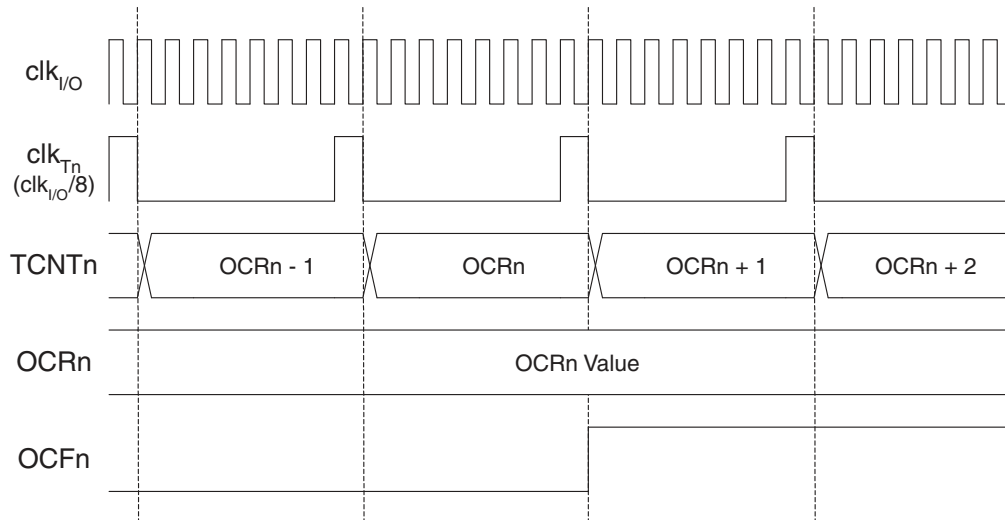 clkI/O
clkTn
(clkI/O/8)
TCNTn
OCRn - 1
OCRn
OCRn + 1
OCRn + 2
OCRn
OCRn Value
OCFn